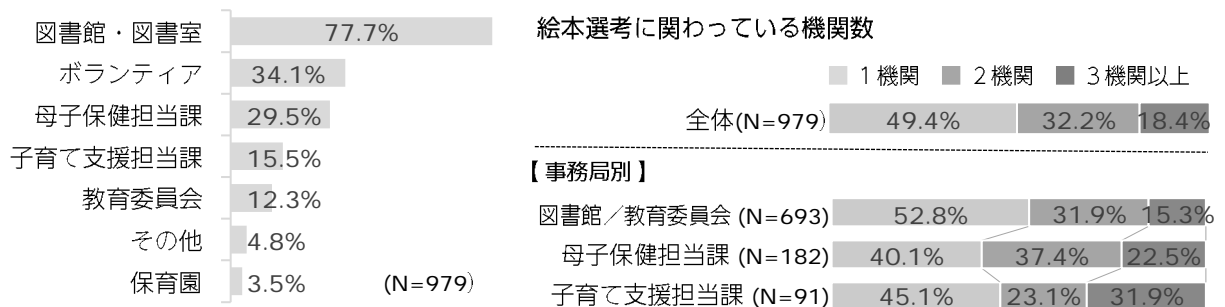 図書館・図書室 77.7%
ボランティア 34.1%
母子保健担当課 29.5%
子育て支援担当課 15.5%
教育委員会 12.3%
その他 4.8%
保育園 3.5% (N=979)
絵本選考に関わっている機関数
1機関 2機関 3機関以上
全体(N=979) 49.4% 32.2% 18.4%
【事務局別】
図書館／教育委員会 (N=693) 52.8% 31.9% 15.3%
母子保健担当課 (N=182) 40.1% 37.4% 22.5%
子育て支援担当課 (N=91) 45.1% 23.1% 31.9%